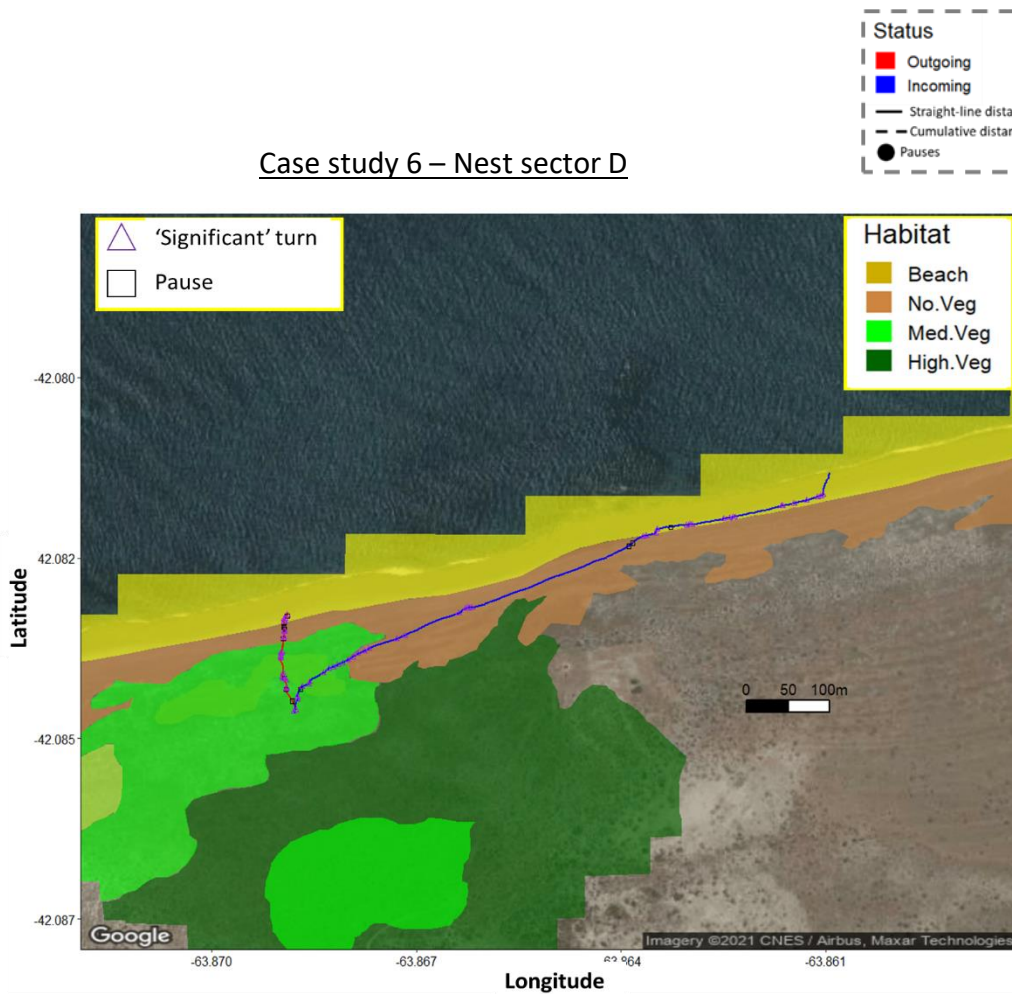 Status
Outgoing
Incoming
Straight-line dista
Cumulative distan
Pauses
Case study 6 – Nest sector D
‘Significant’ turn
Pause
Habitat
Beach
No.Veg
Med.Veg
High.Veg
-42.080
42.082
-42.085
-42.087
Latitude
0 50 100m
Google
Imagery ©2021 CNES / Airbus, Maxar Technologies
-63.870
-63.867
-63.861
Longitude